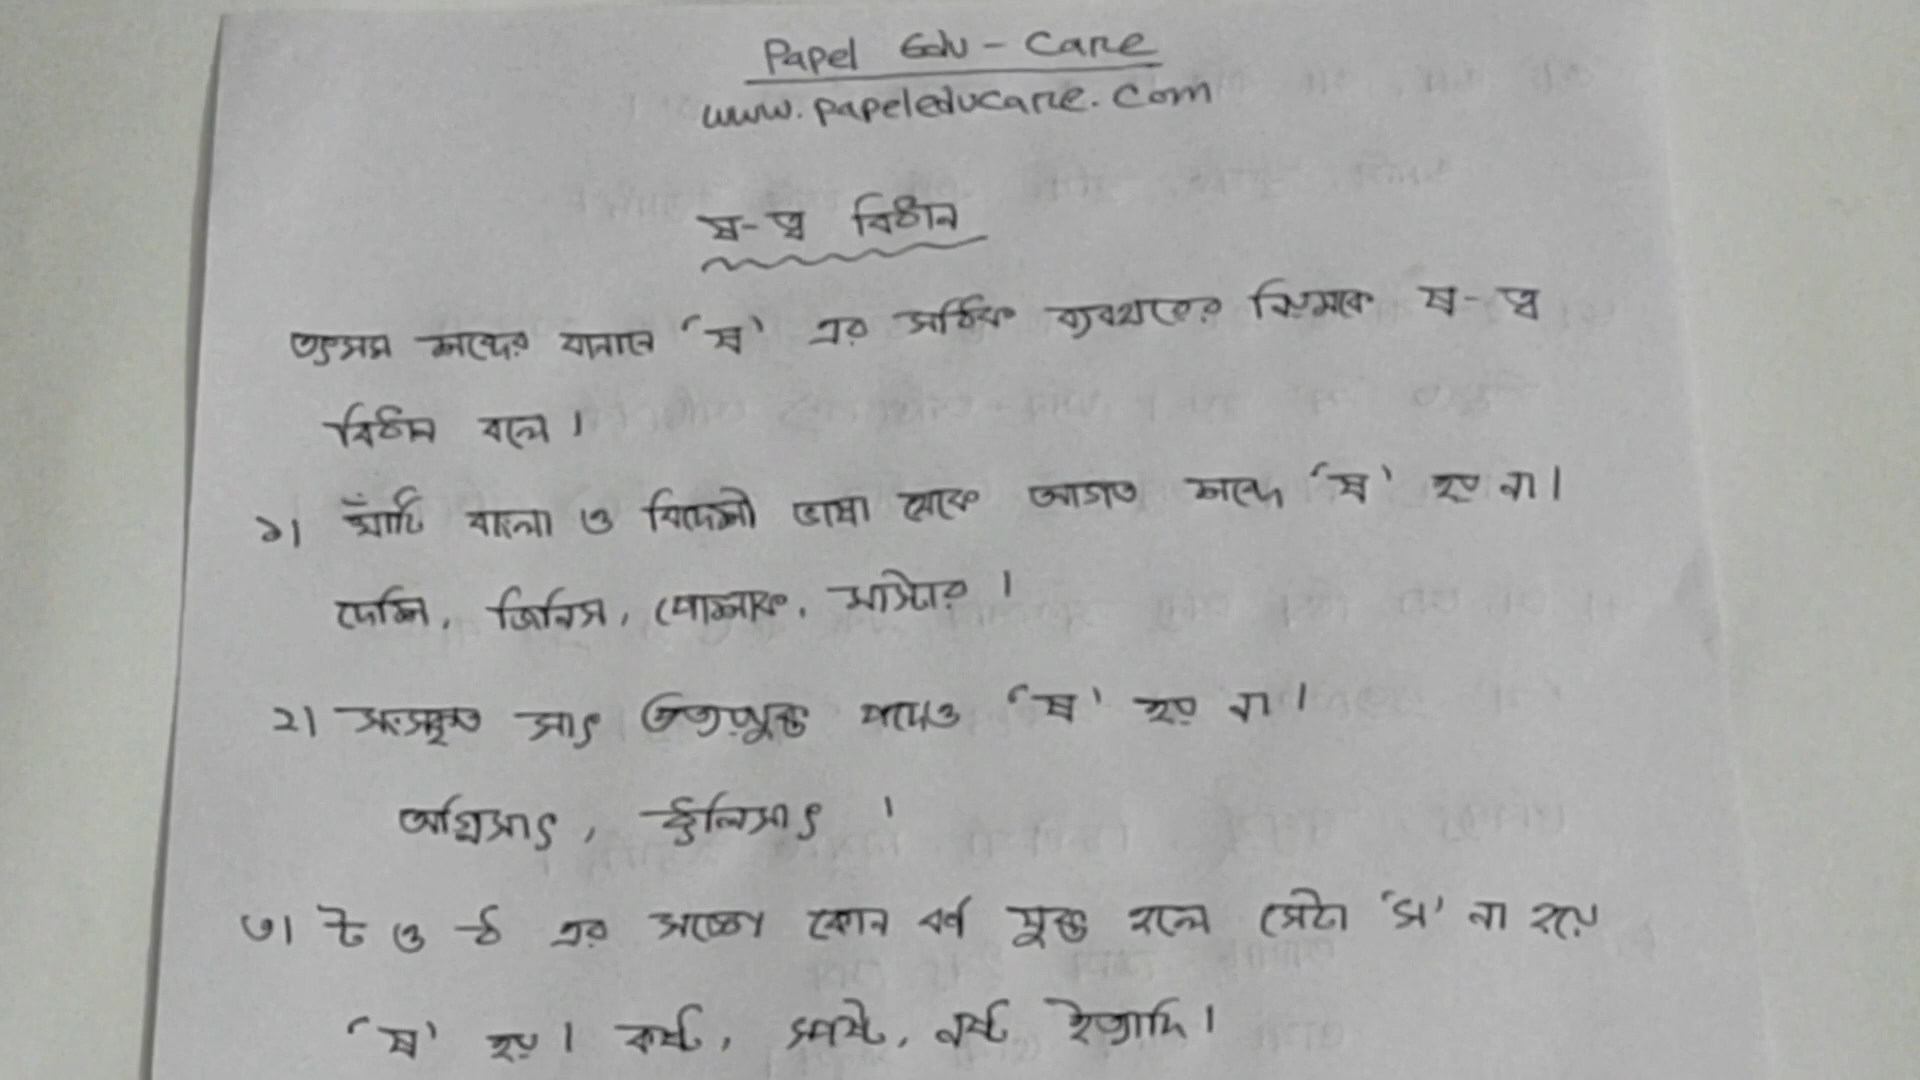 Papel Edu - Care
www.papeleducare.com
ষ-ত্ব বিধান
তৎসম শব্দের বানানে 'ষ' এর সঠিক ব্যবহারের নিয়মকে ষ-ত্ব
বিধান বলে।
১। খাঁটি বাংলা ও বিদেশী ভাষা থেকে আগত শব্দে 'ষ' হয় না।
দেশি, জিনিস, পোশাক, মাস্টার।
২। সংস্কৃত সাৎ প্রত্যয়যুক্ত পদেও 'ষ' হয় না।
অগ্নিসাৎ, ধূলিসাৎ।
৩। ট ও ঠ এর সঙ্গে কোন বর্ণ যুক্ত হলে সেটা 'স' না হয়ে
'ষ' হয়। কষ্ট, স্পষ্ট, নষ্ট ইত্যাদি।